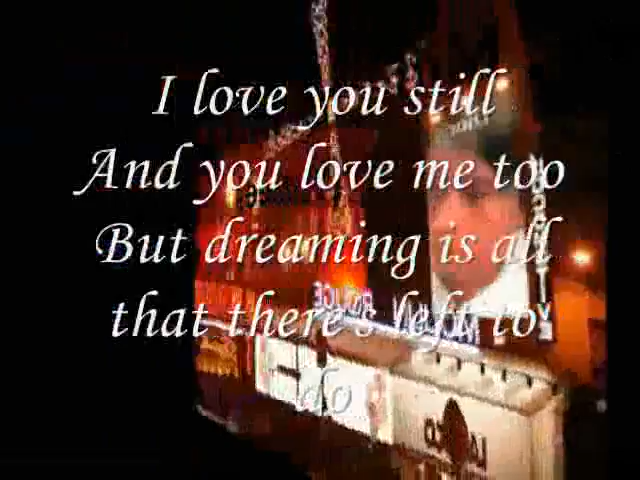 I love you still
And you love me too
But dreaming is all
that there's left to
do